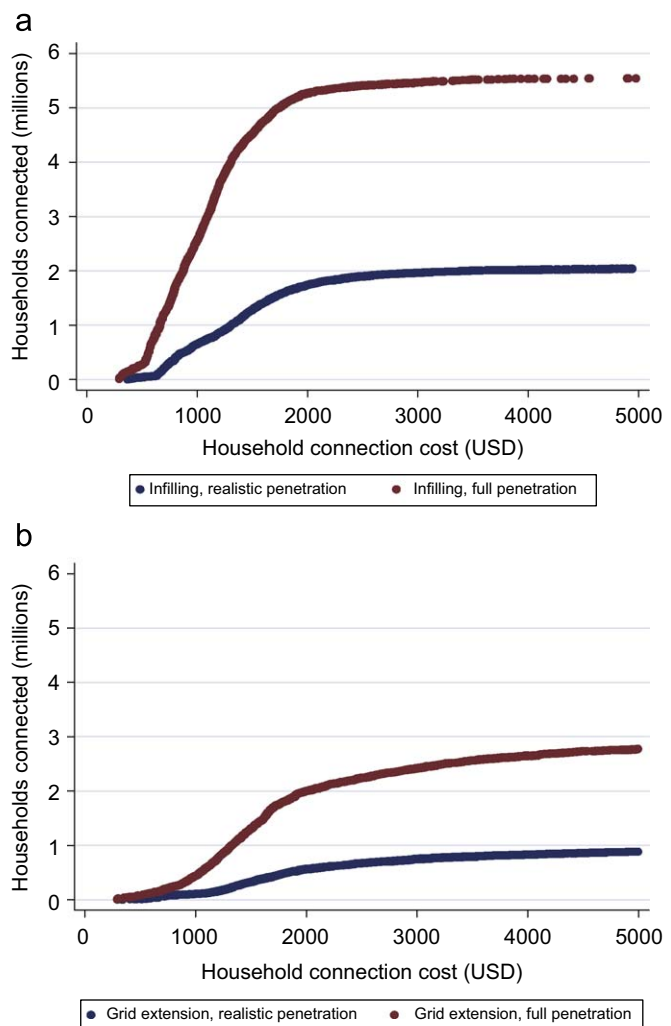 a
Households connected (millions)
6
5
4
3
2
1
0
0 1000 2000 3000 4000 5000
Household connection cost (USD)
Infilling, realistic penetration Infilling, full penetration
b
Households connected (millions)
6
5
4
3
2
1
0
0 1000 2000 3000 4000 5000
Household connection cost (USD)
Grid extension, realistic penetration Grid extension, full penetration